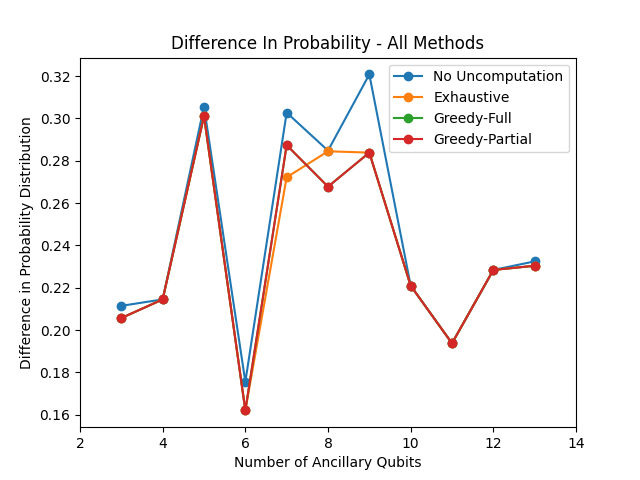 Difference In Probability - All Methods
No Uncomputation
Exhaustive
Greedy-Full
Greedy-Partial
Difference in Probability Distribution
0.32
0.30
0.28
0.26
0.24
0.22
0.20
0.18
0.16
2 4 6 8 10 12 14
Number of Ancillary Qubits